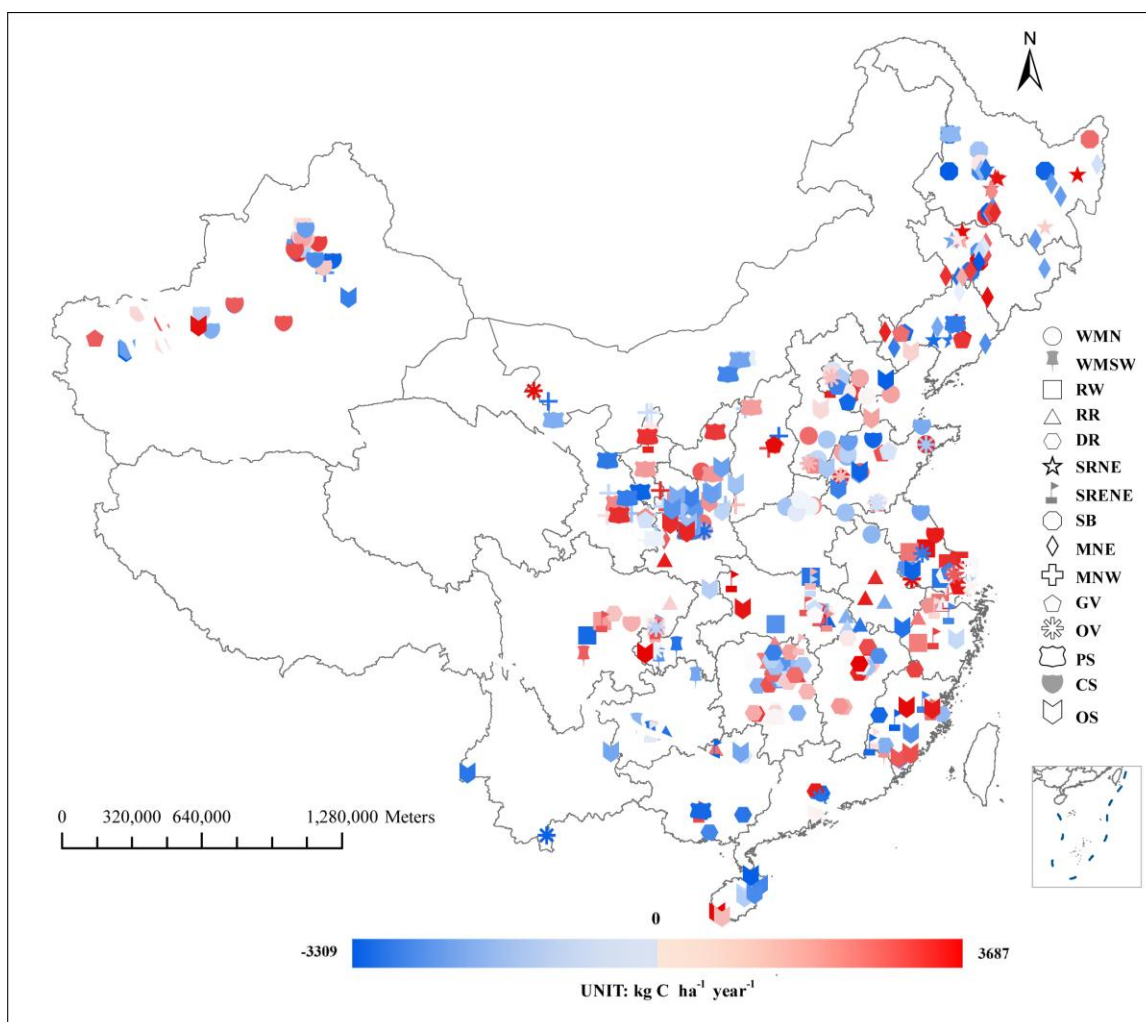 N
WMN
WMSW
RW
RR
DR
SRNE
SRENE
SB
MNE
MNW
GV
OV
PS
CS
OS
0 320,000 640,000 1,280,000 Meters
0
-3309 3687
UNIT: kg C ha⁻¹ year⁻¹